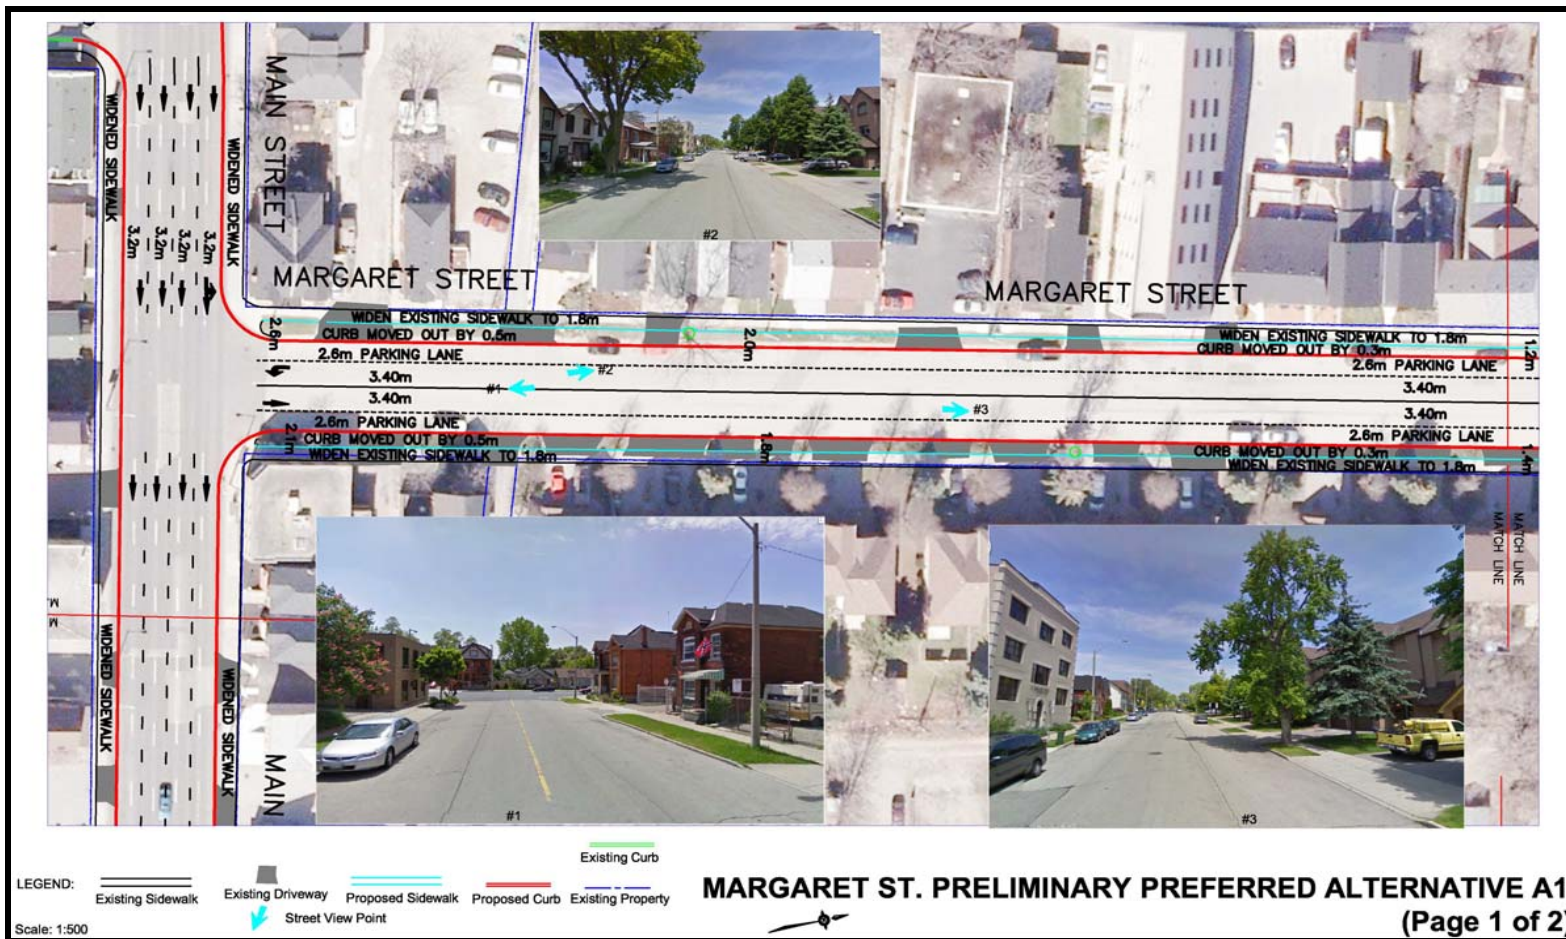 WIDENED SIDEWALK
WIDENED SIDEWALK
MAIN STREET
3.2m
3.2m
3.2m
3.2m
#2
MARGARET STREET
MARGARET STREET
WIDEN EXISTING SIDEWALK TO 1.8m
CURB MOVED OUT BY 0.5m
2.6m
2.0m
WIDEN EXISTING SIDEWALK TO 1.8m
CURB MOVED OUT BY 0.3m
1.2m
2.6m PARKING LANE
2.6m PARKING LANE
3.40m
#1
#2
3.40m
3.40m
#3
3.40m
2.6m PARKING LANE
2.6m PARKING LANE
2.1m
CURB MOVED OUT BY 0.5m
WIDEN EXISTING SIDEWALK TO 1.8m
1.8m
CURB MOVED OUT BY 0.3m
WIDEN EXISTING SIDEWALK TO 1.8m
1.4m
MATCH LINE
MATCH LINE
M
M
WIDENED SIDEWALK
WIDENED SIDEWALK
MAIN
#1
#3
LEGEND:
Existing Sidewalk
Existing Driveway
Proposed Sidewalk
Proposed Curb
Existing Curb
Existing Property
Street View Point
Scale: 1:500
MARGARET ST. PRELIMINARY PREFERRED ALTERNATIVE A1
(Page 1 of 2)